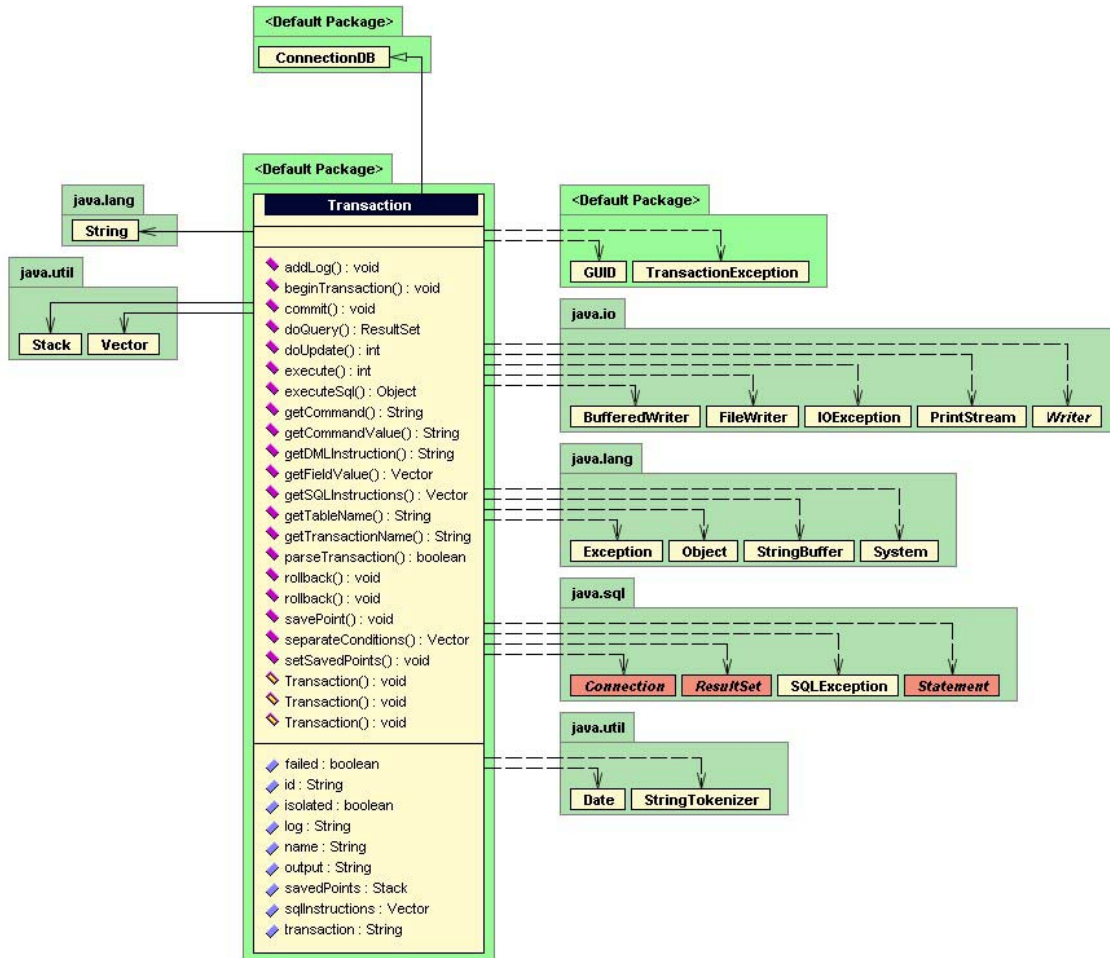 <Default Package>
ConnectionDB
<Default Package>
Transaction
addLog() : void
beginTransaction() : void
commit() : void
doQuery() : ResultSet
doUpdate() : int
execute() : int
executeSql() : Object
getCommand() : String
getCommandValue() : String
getDMLInstruction() : String
getFieldValue() : Vector
getSQLInstructions() : Vector
getTableName() : String
getTransactionName() : String
parseTransaction() : boolean
rollback() : void
rollback() : void
savePoint() : void
separateConditions() : Vector
setSavedPoints() : void
Transaction() : void
Transaction() : void
Transaction() : void
failed : boolean
id : String
isolated : boolean
log : String
name : String
output : String
savedPoints : Stack
sqlInstructions : Vector
transaction : String
java.lang
String
java.util
Stack Vector
<Default Package>
GUID TransactionException
java.io
BufferedWriter FileWriter IOException PrintStream Writer
java.lang
Exception Object StringBuffer System
java.sql
Connection ResultSet SQLException Statement
java.util
Date StringTokenizer